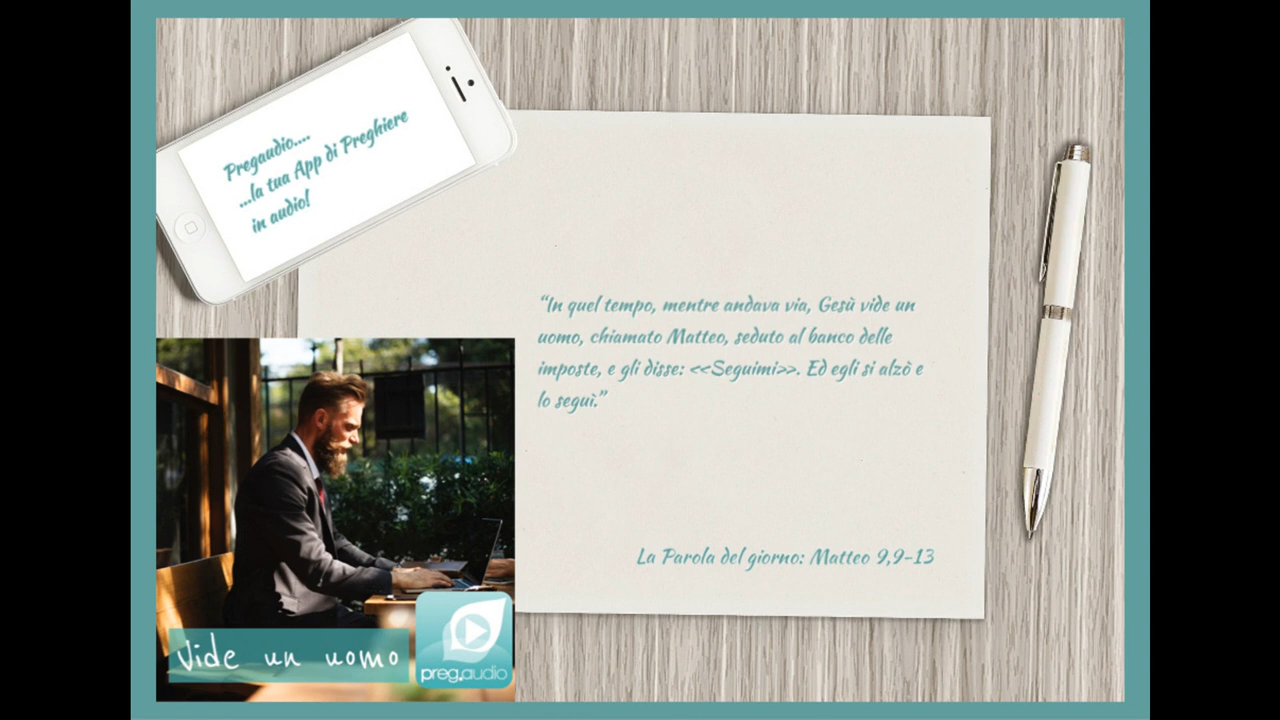 Pregaudio....
...la tua App di Preghiere
in audio!
“In quel tempo, mentre andava via, Gesù vide un
uomo, chiamato Matteo, seduto al banco delle
imposte, e gli disse: <<Seguimi>>. Ed egli si alzò e
lo seguì.”
La Parola del giorno: Matteo 9,9-13
Vide un uomo
preg.audio